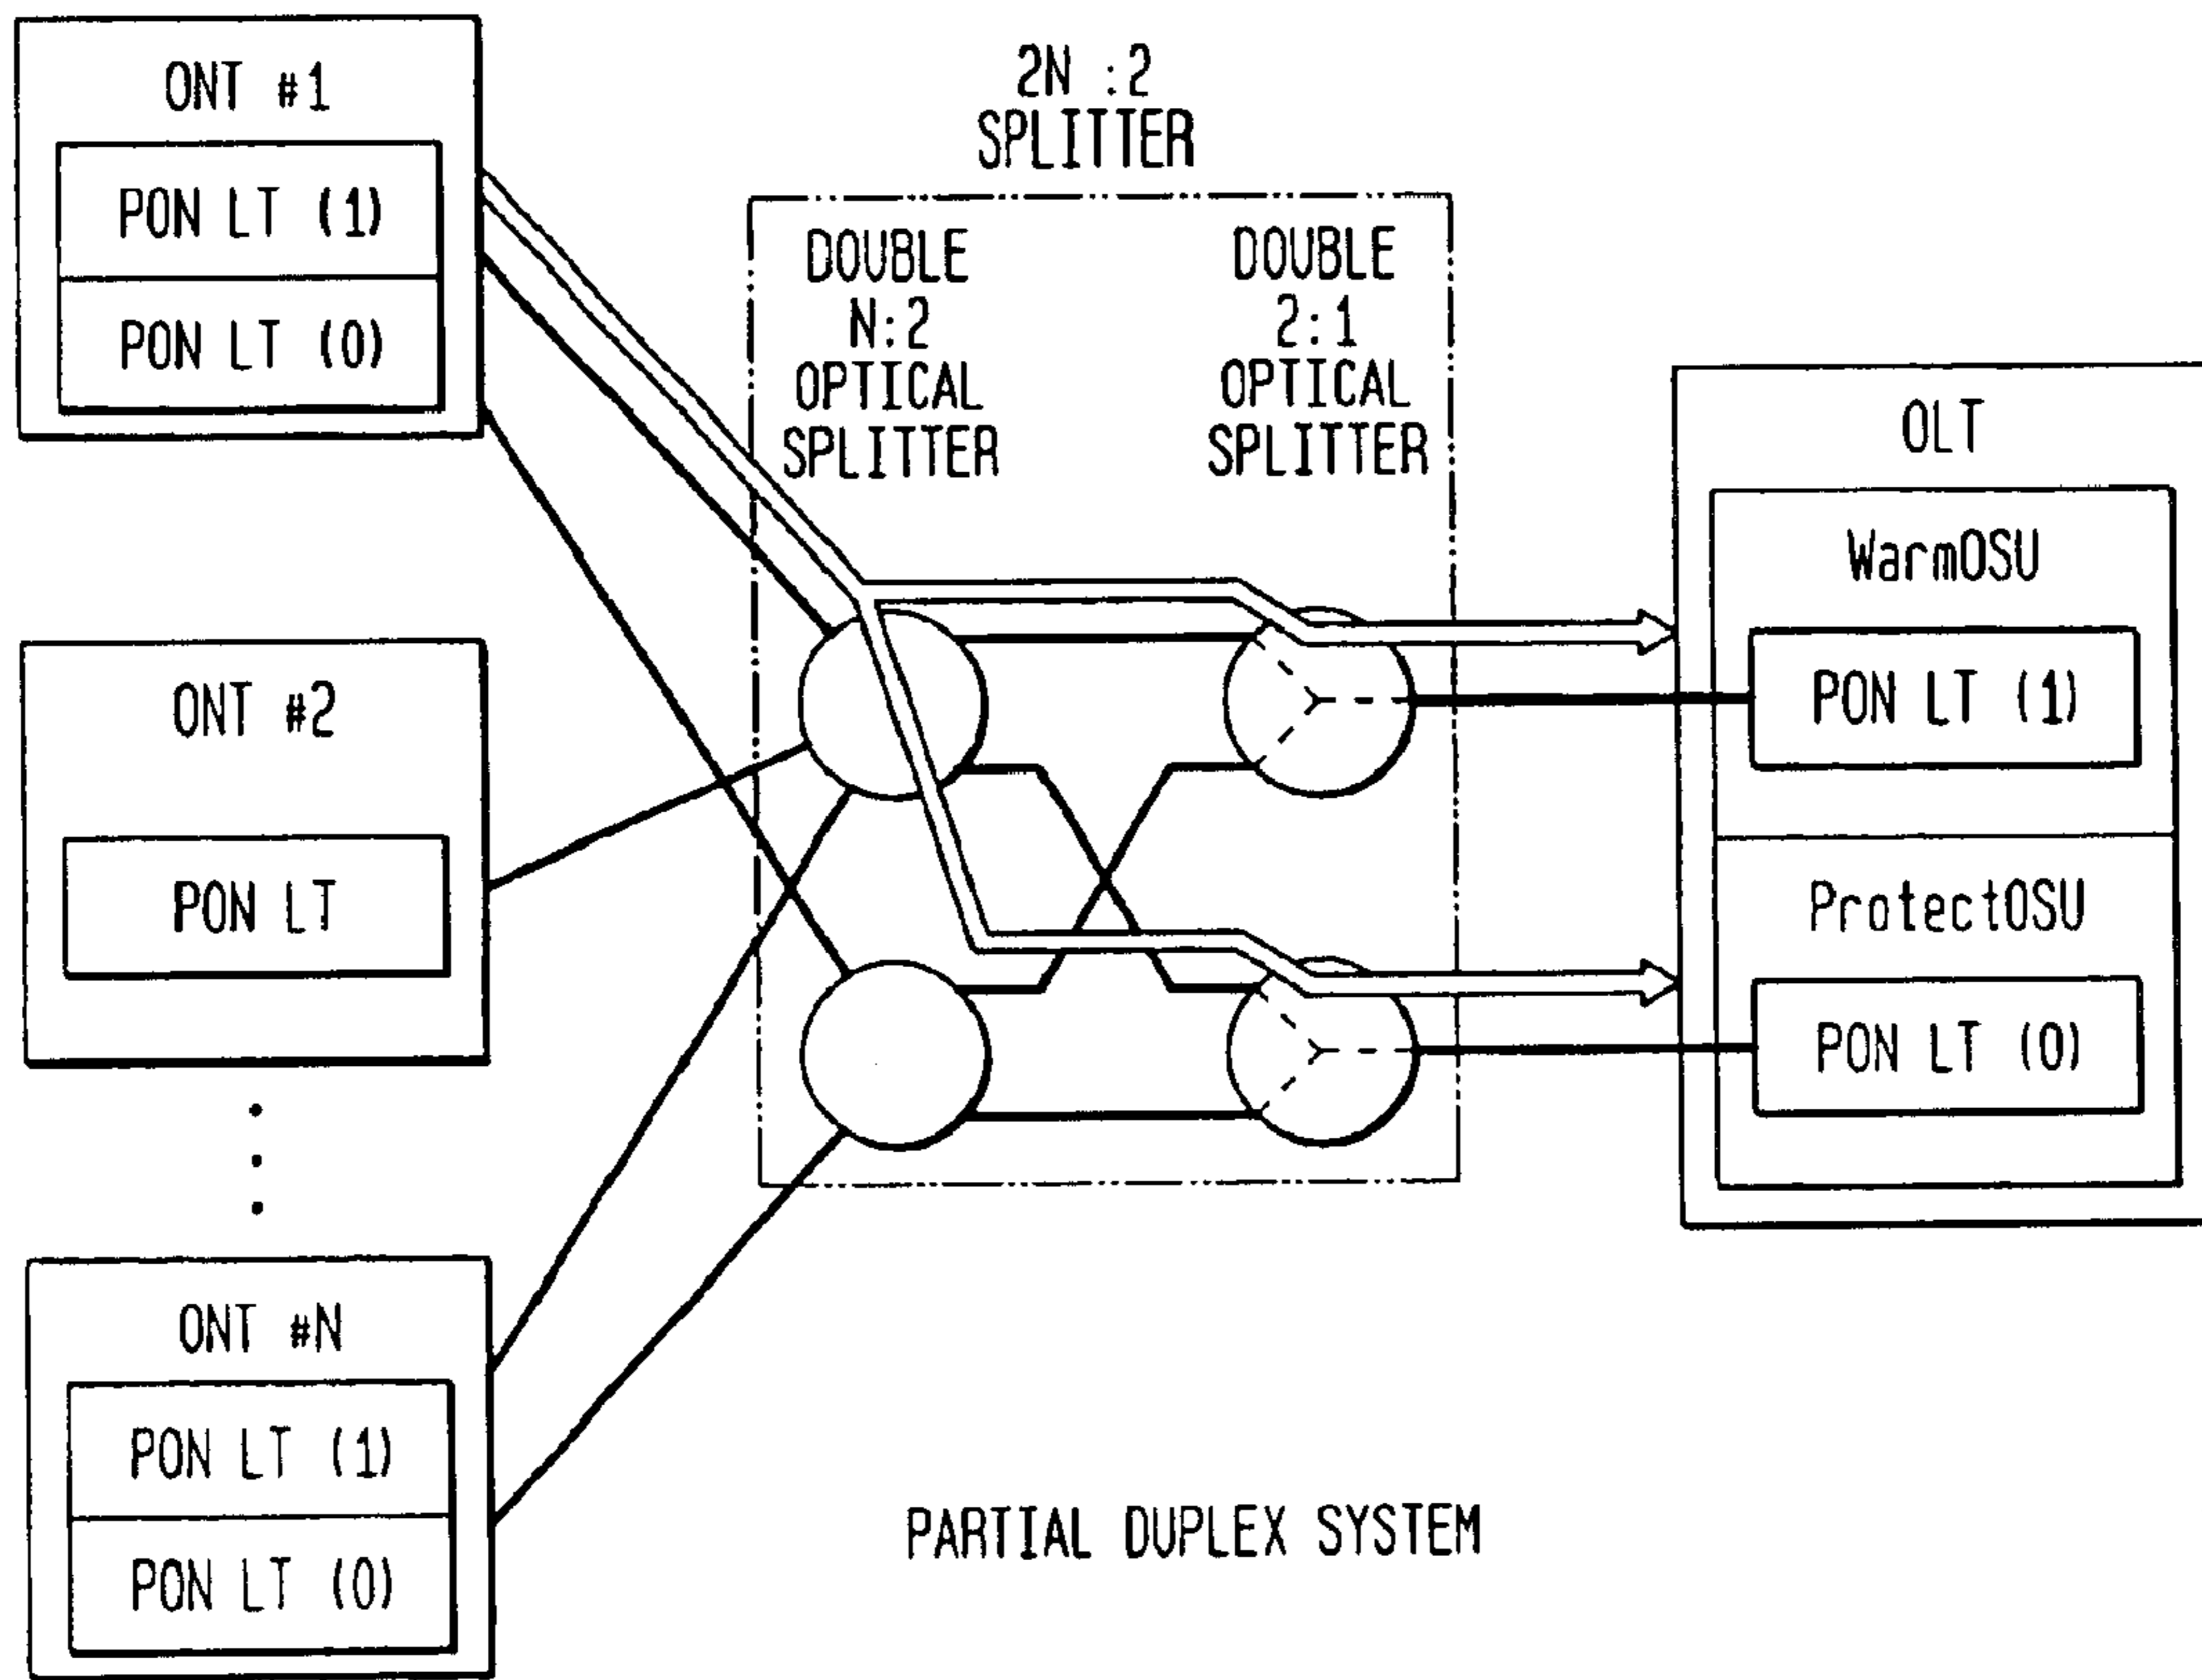 ONT #1
PON LT (1)
PON LT (0)
ONT #2
PON LT
ONT #N
PON LT (1)
PON LT (0)
2N :2
SPLITTER
DOUBLE
N:2
OPTICAL
SPLITTER
DOUBLE
2:1
OPTICAL
SPLITTER
OLT
WarmOSU
PON LT (1)
ProtectOSU
PON LT (0)
PARTIAL DUPLEX SYSTEM